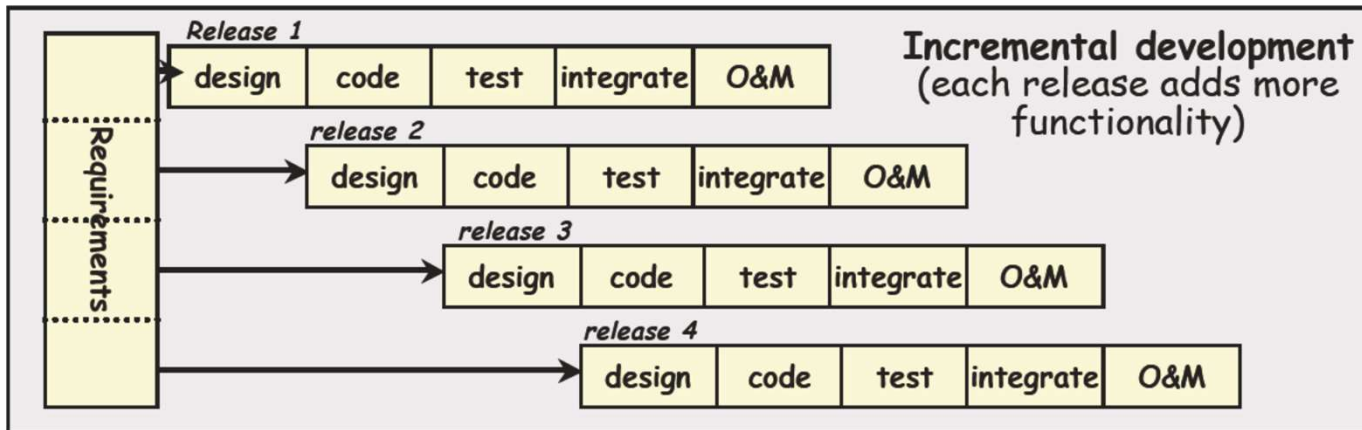 Release 1
design code test integrate O&M
Incremental development
(each release adds more
functionality)
Requirements
release 2
design code test integrate O&M
release 3
design code test integrate O&M
release 4
design code test integrate O&M